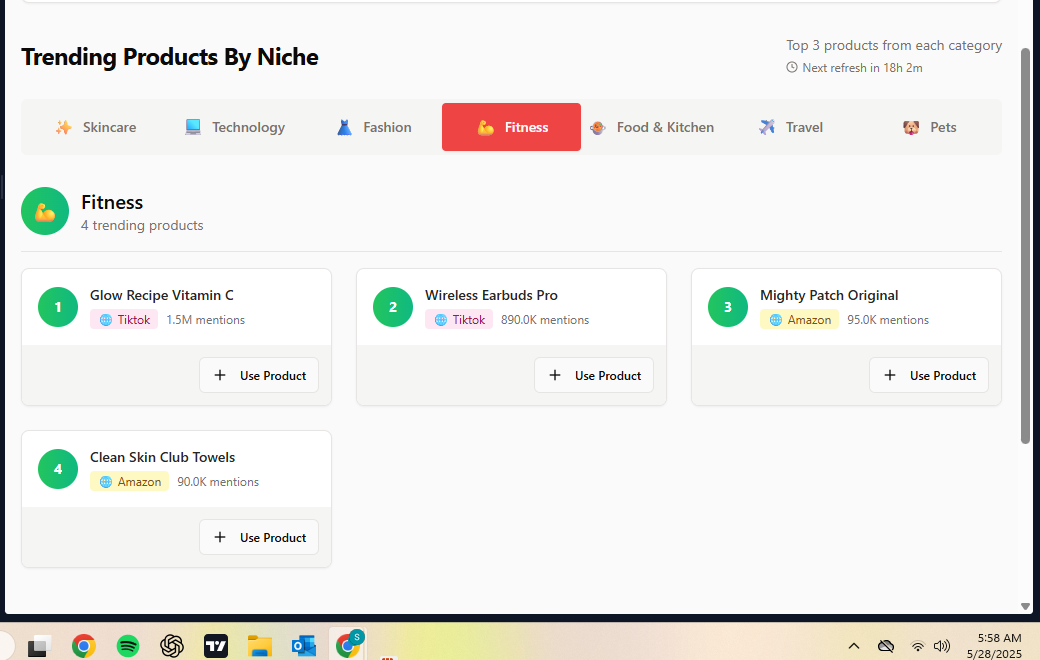 Trending Products By Niche
Top 3 products from each category
Next refresh in 18h 2m
Skincare Technology Fashion Fitness Food & Kitchen Travel Pets
Fitness
4 trending products
1 Glow Recipe Vitamin C
Tiktok 1.5M mentions
+ Use Product
2 Wireless Earbuds Pro
Tiktok 890.0K mentions
+ Use Product
3 Mighty Patch Original
Amazon 95.0K mentions
+ Use Product
4 Clean Skin Club Towels
Amazon 90.0K mentions
+ Use Product
S
5:58 AM
5/28/2025